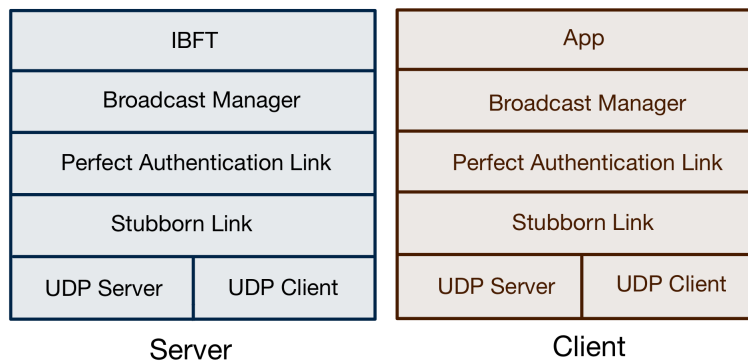 IBFT
Broadcast Manager
Perfect Authentication Link
Stubborn Link
UDP Server
UDP Client
Server
App
Broadcast Manager
Perfect Authentication Link
Stubborn Link
UDP Server
UDP Client
Client